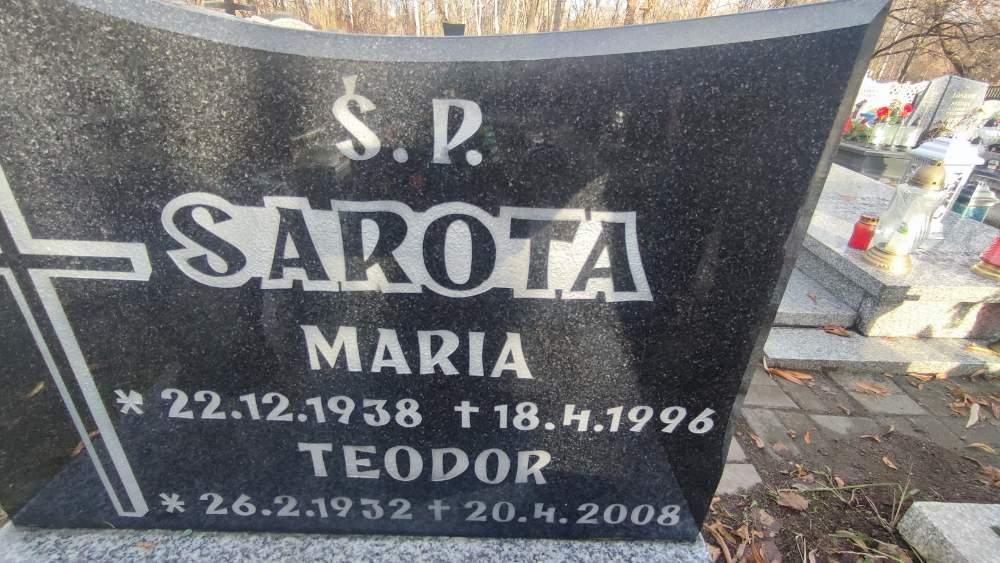 Ś. P.
SAROTA
MARIA
* 22.12.1938 † 18.4.1996
TEODOR
* 26.2.1932 † 20.4.2008